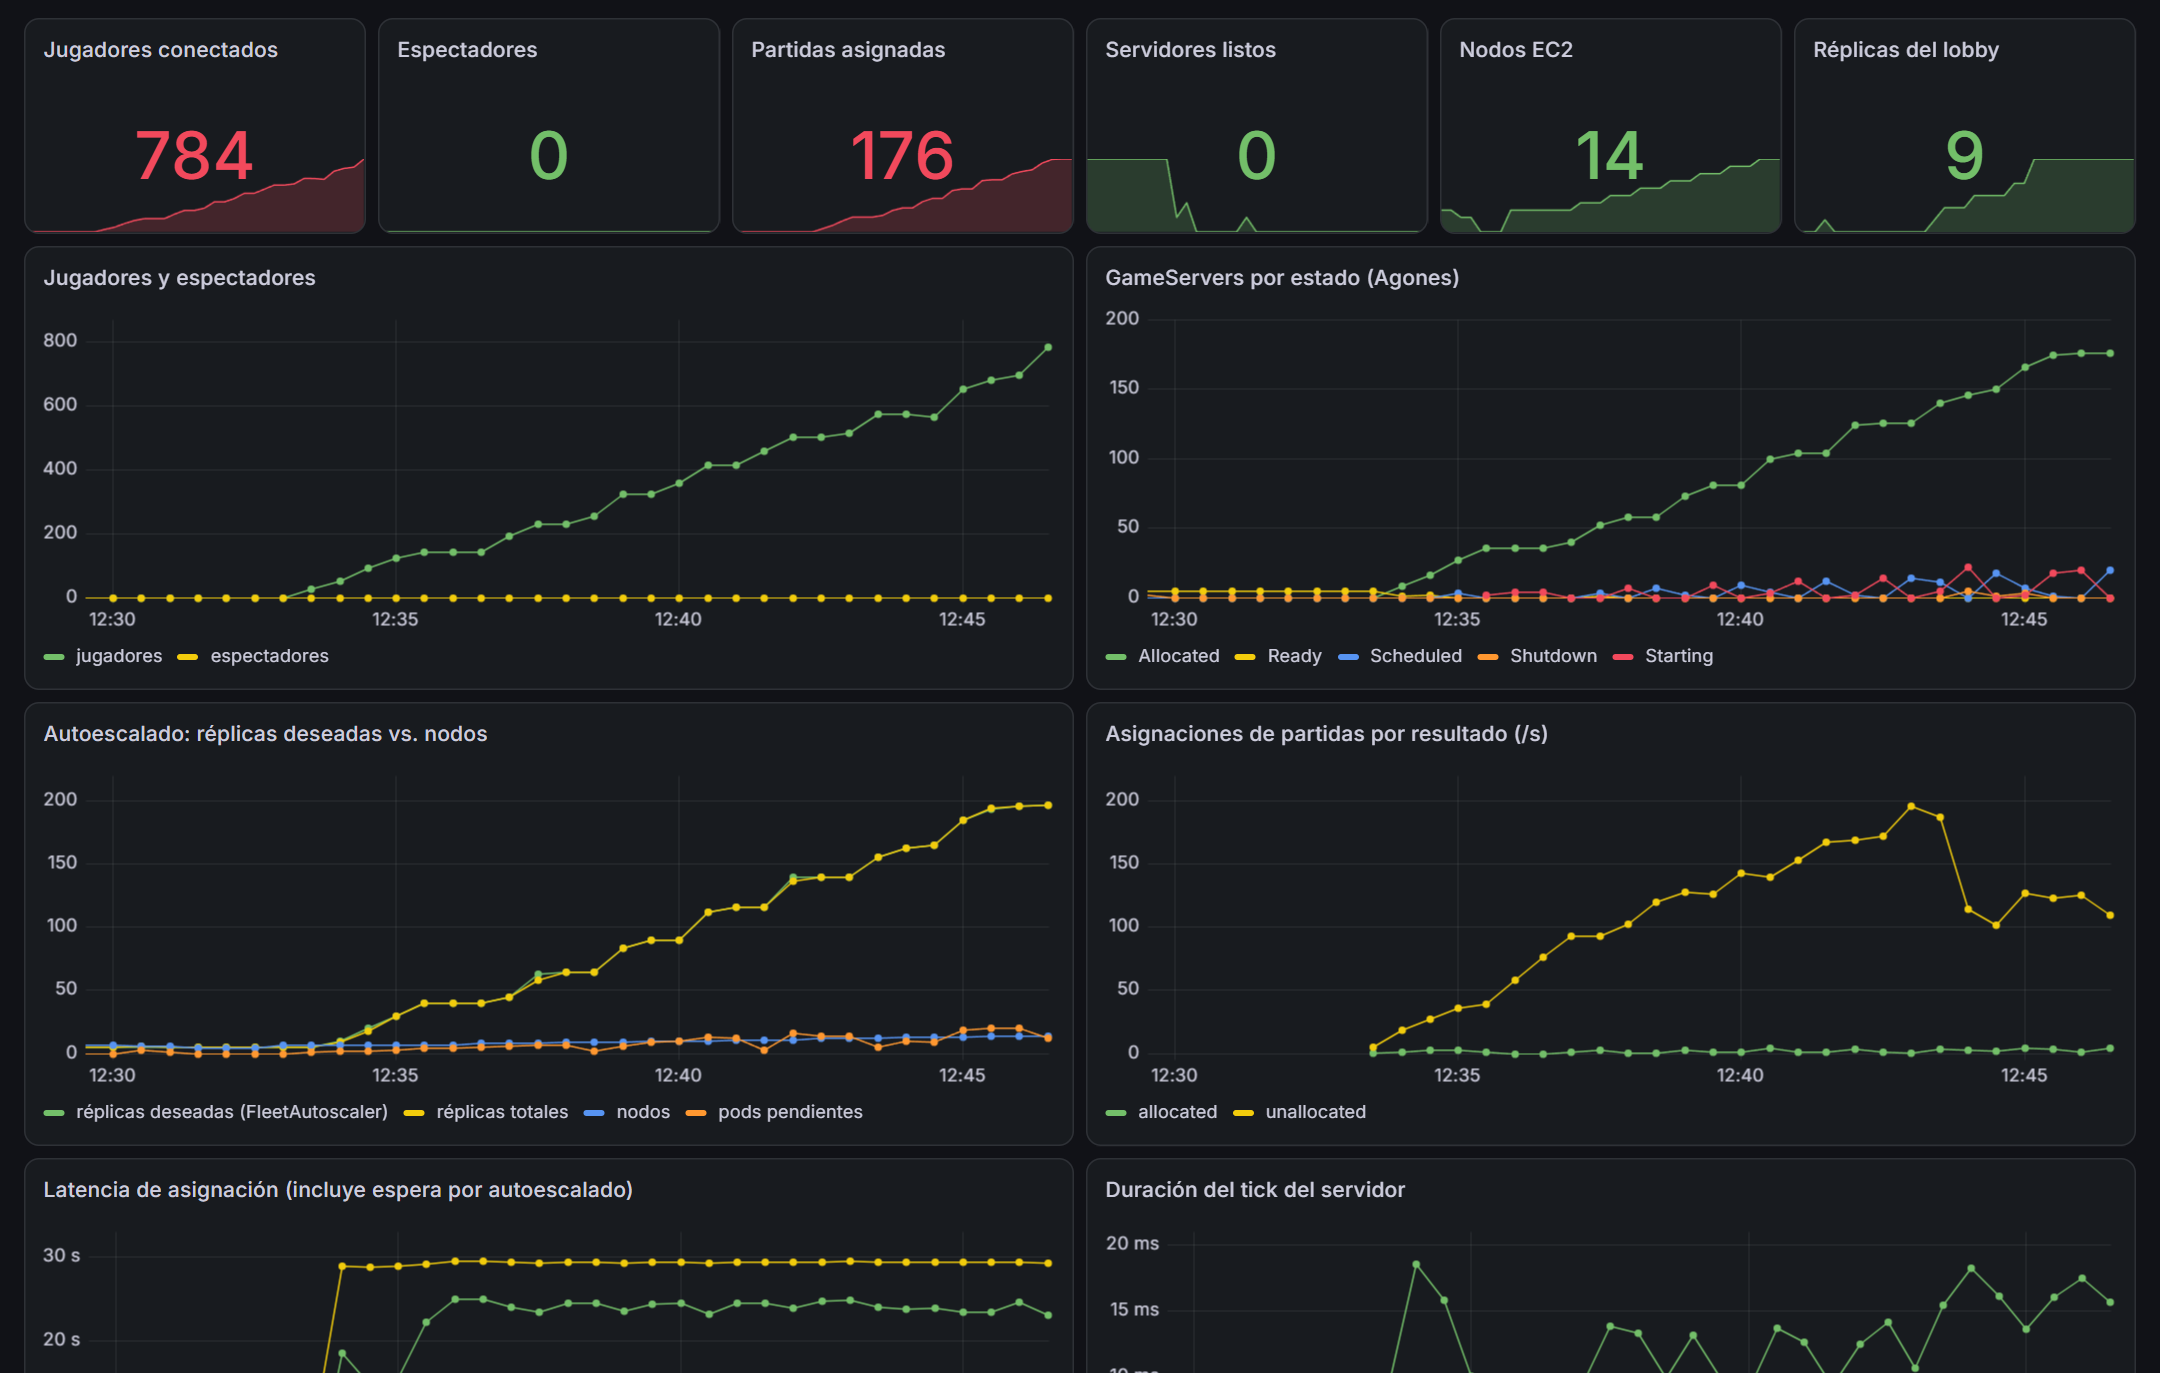 Jugadores conectados
784
Espectadores
0
Partidas asignadas
176
Servidores listos
0
Nodos EC2
14
Réplicas del lobby
9
Jugadores y espectadores
800
600
400
200
0
12:30 12:35 12:40 12:45
jugadores espectadores
GameServers por estado (Agones)
200
150
100
50
0
12:30 12:35 12:40 12:45
Allocated Ready Scheduled Shutdown Starting
Autoescalado: réplicas deseadas vs. nodos
200
150
100
50
0
12:30 12:35 12:40 12:45
réplicas deseadas (FleetAutoscaler) réplicas totales nodos pods pendientes
Asignaciones de partidas por resultado (/s)
200
150
100
50
0
12:30 12:35 12:40 12:45
allocated unallocated
Latencia de asignación (incluye espera por autoescalado)
30 s
20 s
Duración del tick del servidor
20 ms
15 ms